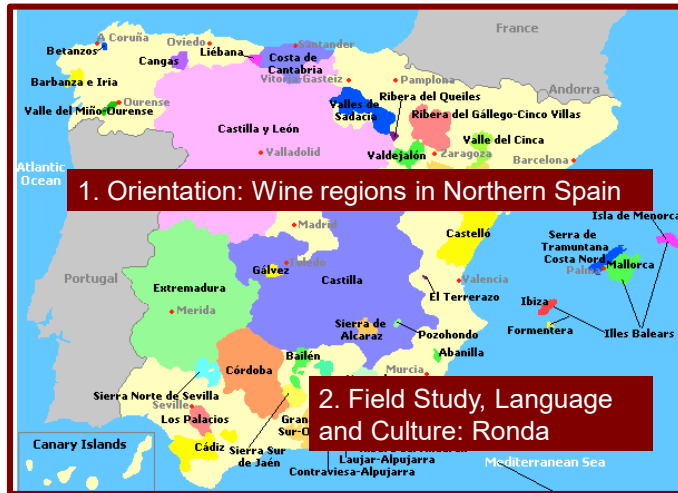 France
A Coruña
Oviedo
Liébana
Santander
Betanzos
Cangas
Costa de
Cantabria
Barbanza e Iria
Vitoria-Gasteiz
Pamplona
Andorra
Ribera del Queiles
Ourense
Valle del Miño-Ourense
Valles de
Sadacia
Ribera del Gállego-Cinco Villas
Castilla y León
Valle del Cinca
Valladolid
Valdejalón
Zaragoza
Barcelona
Atlantic
Ocean
1. Orientation: Wine regions in Northern Spain
Isla de Menorca
Madrid
Castelló
Serra de
Tramuntana
Costa Nord
Portugal
Toledo
Gálvez
Palma
Mallorca
Extremadura
Castilla
Valencia
El Terrerazo
Ibiza
Merida
Sierra de
Alcaraz
Pozohondo
Formentera
Illes Balears
Bailén
Abanilla
Córdoba
Murcia
Sierra Norte de Sevilla
2. Field Study, Language
and Culture: Ronda
Seville
Los Palacios
Cádiz
Sierra Sur
de Jaén
Canary Islands
Laujar-Alpujarra
Contraviesa-Alpujarra
Mediterranean Sea